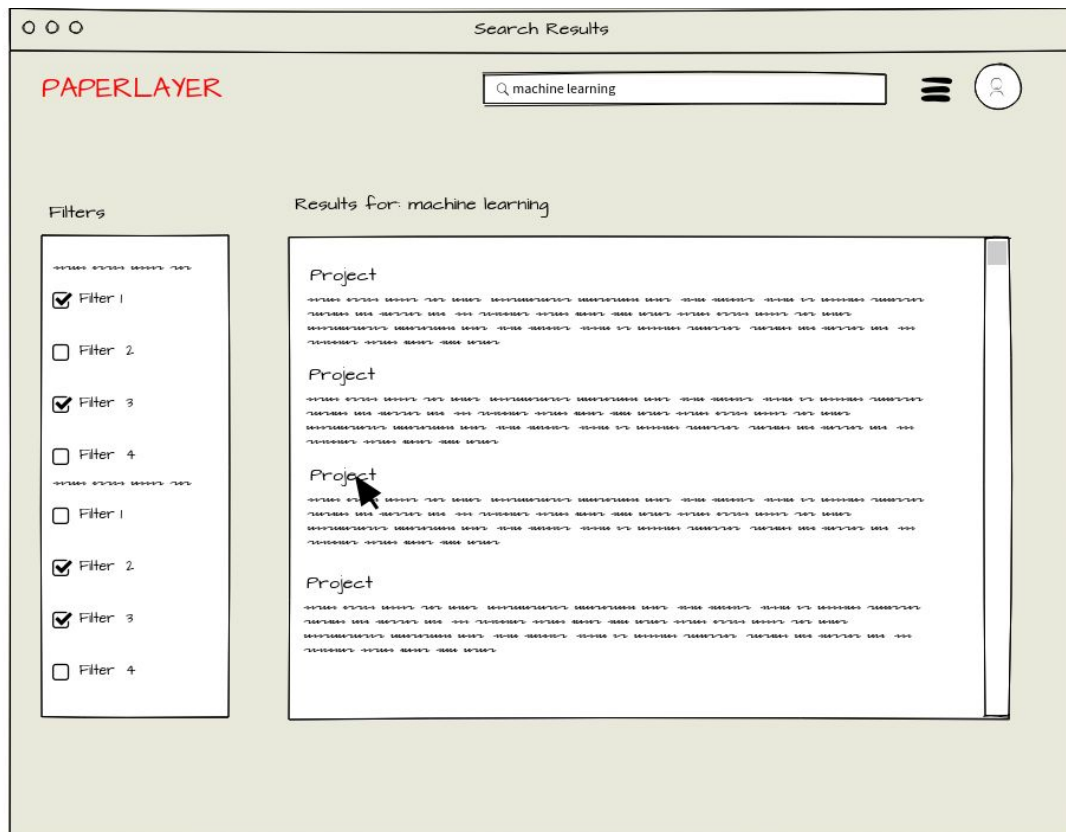 Search Results
PAPERLAYER
machine learning
Filters
Results for: machine learning
Filter 1
Filter 2
Filter 3
Filter 4
Filter 1
Filter 2
Filter 3
Filter 4
Project
Project
Project
Project